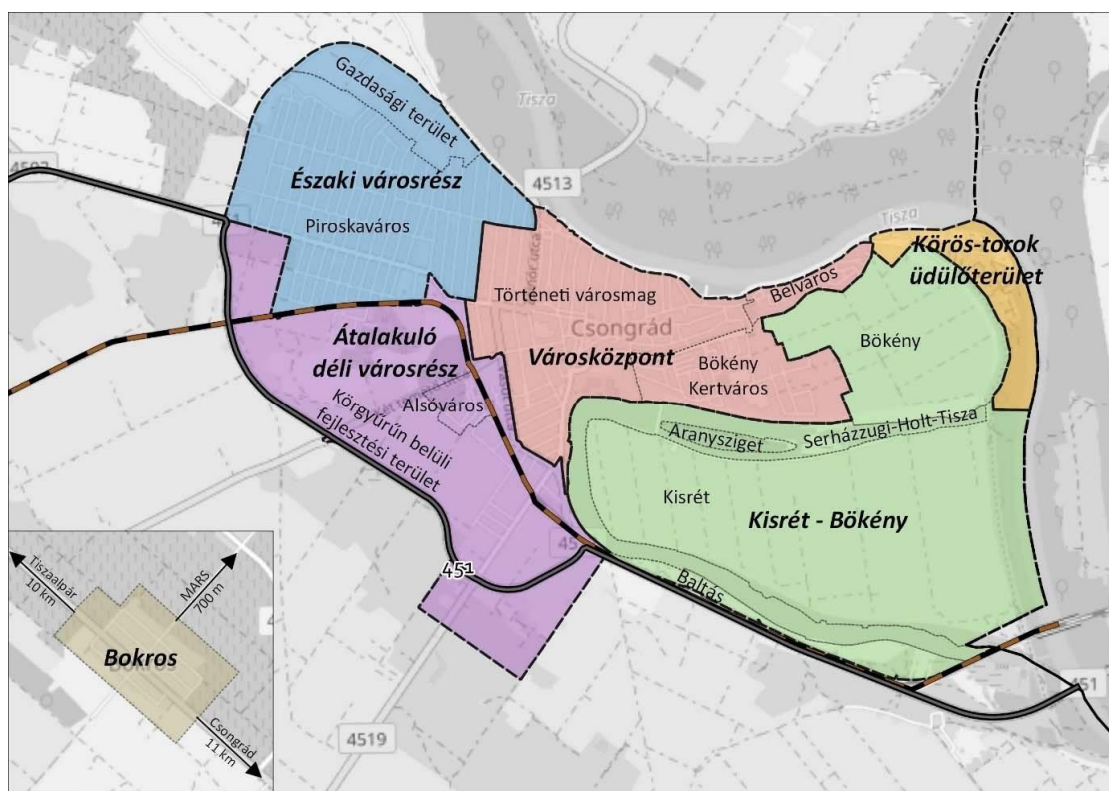 Tisza
Gazdasági terület
4502
Északi városrész
4513
Tisza
Piroskaváros
Körös-torok
üdülőterület
Belváros
Történeti városmag
Csongrád
Városközpont
Bökény
Bökény
Kertváros
Átalakuló
déli városrész
Alsóváros
Körgyűrűn belüli
fejlesztési terület
Aranysziget
Serházzugi-Holt-Tisza
Kisrét
Kisrét - Bökény
451
Baltás
451
4519
Tiszaalpár
10 km
MARS
700 m
Bokros
Csongrád
11 km